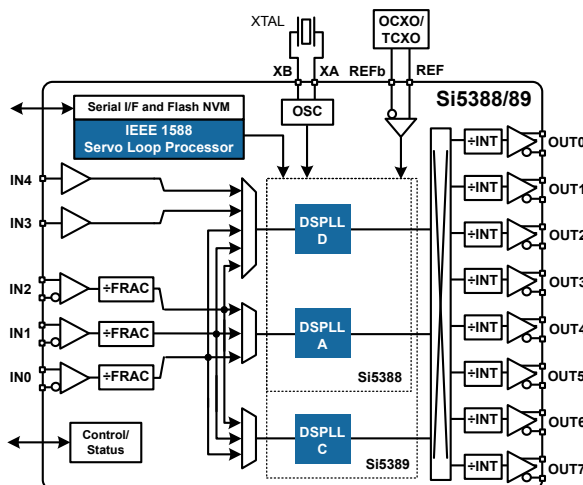 XTAL
OCXO/
TCXO
XB
XA
REFb
REF
Si5388/89
Serial I/F and Flash NVM
IEEE 1588
Servo Loop Processor
OSC
÷INT
OUT0
IN4
÷INT
OUT1
IN3
DSPLL
D
÷INT
OUT2
IN2
÷FRAC
÷INT
OUT3
IN1
÷FRAC
DSPLL
A
÷INT
OUT4
IN0
÷FRAC
Si5388
÷INT
OUT5
÷INT
OUT6
Control/
Status
DSPLL
C
Si5389
÷INT
OUT7